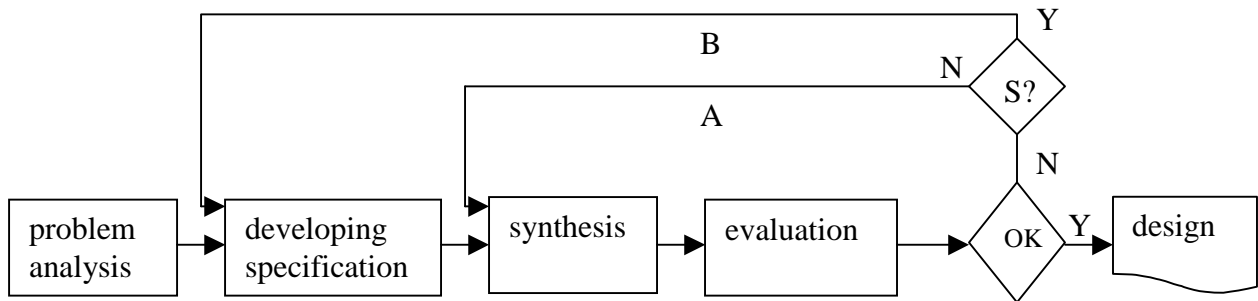 Y
B
N
S?
A
N
problem
analysis
developing
specification
synthesis
evaluation
OK
Y
design